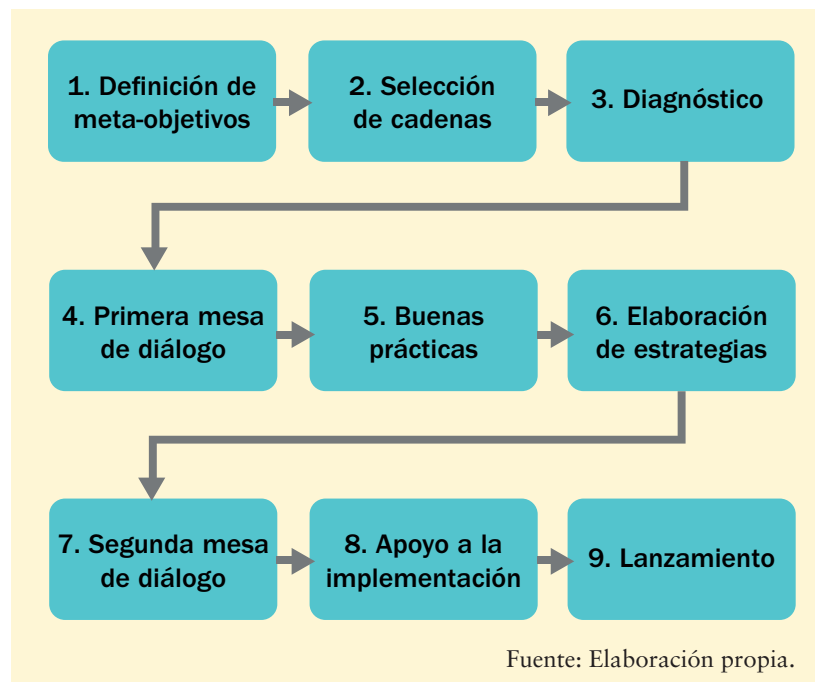 1. Definición de
meta-objetivos
2. Selección
de cadenas
3. Diagnóstico
4. Primera mesa
de diálogo
5. Buenas
prácticas
6. Elaboración
de estrategias
7. Segunda mesa
de diálogo
8. Apoyo a la
implementación
9. Lanzamiento
Fuente: Elaboración propia.